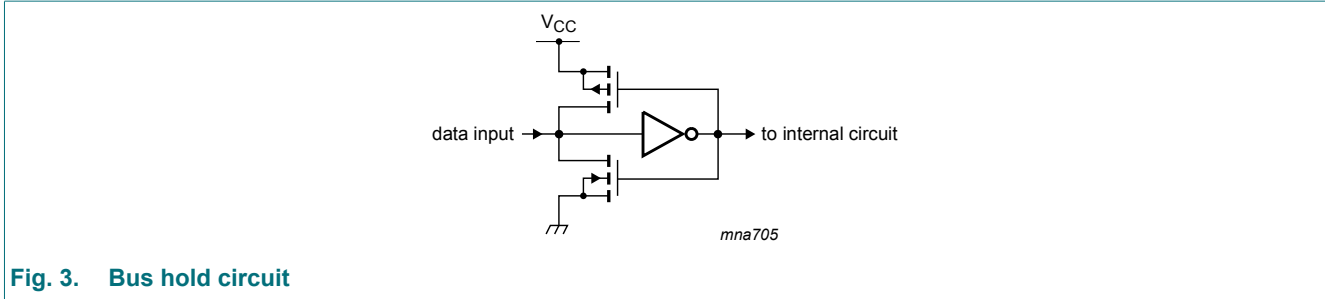 VCC
data input
to internal circuit
mna705
Fig. 3. Bus hold circuit